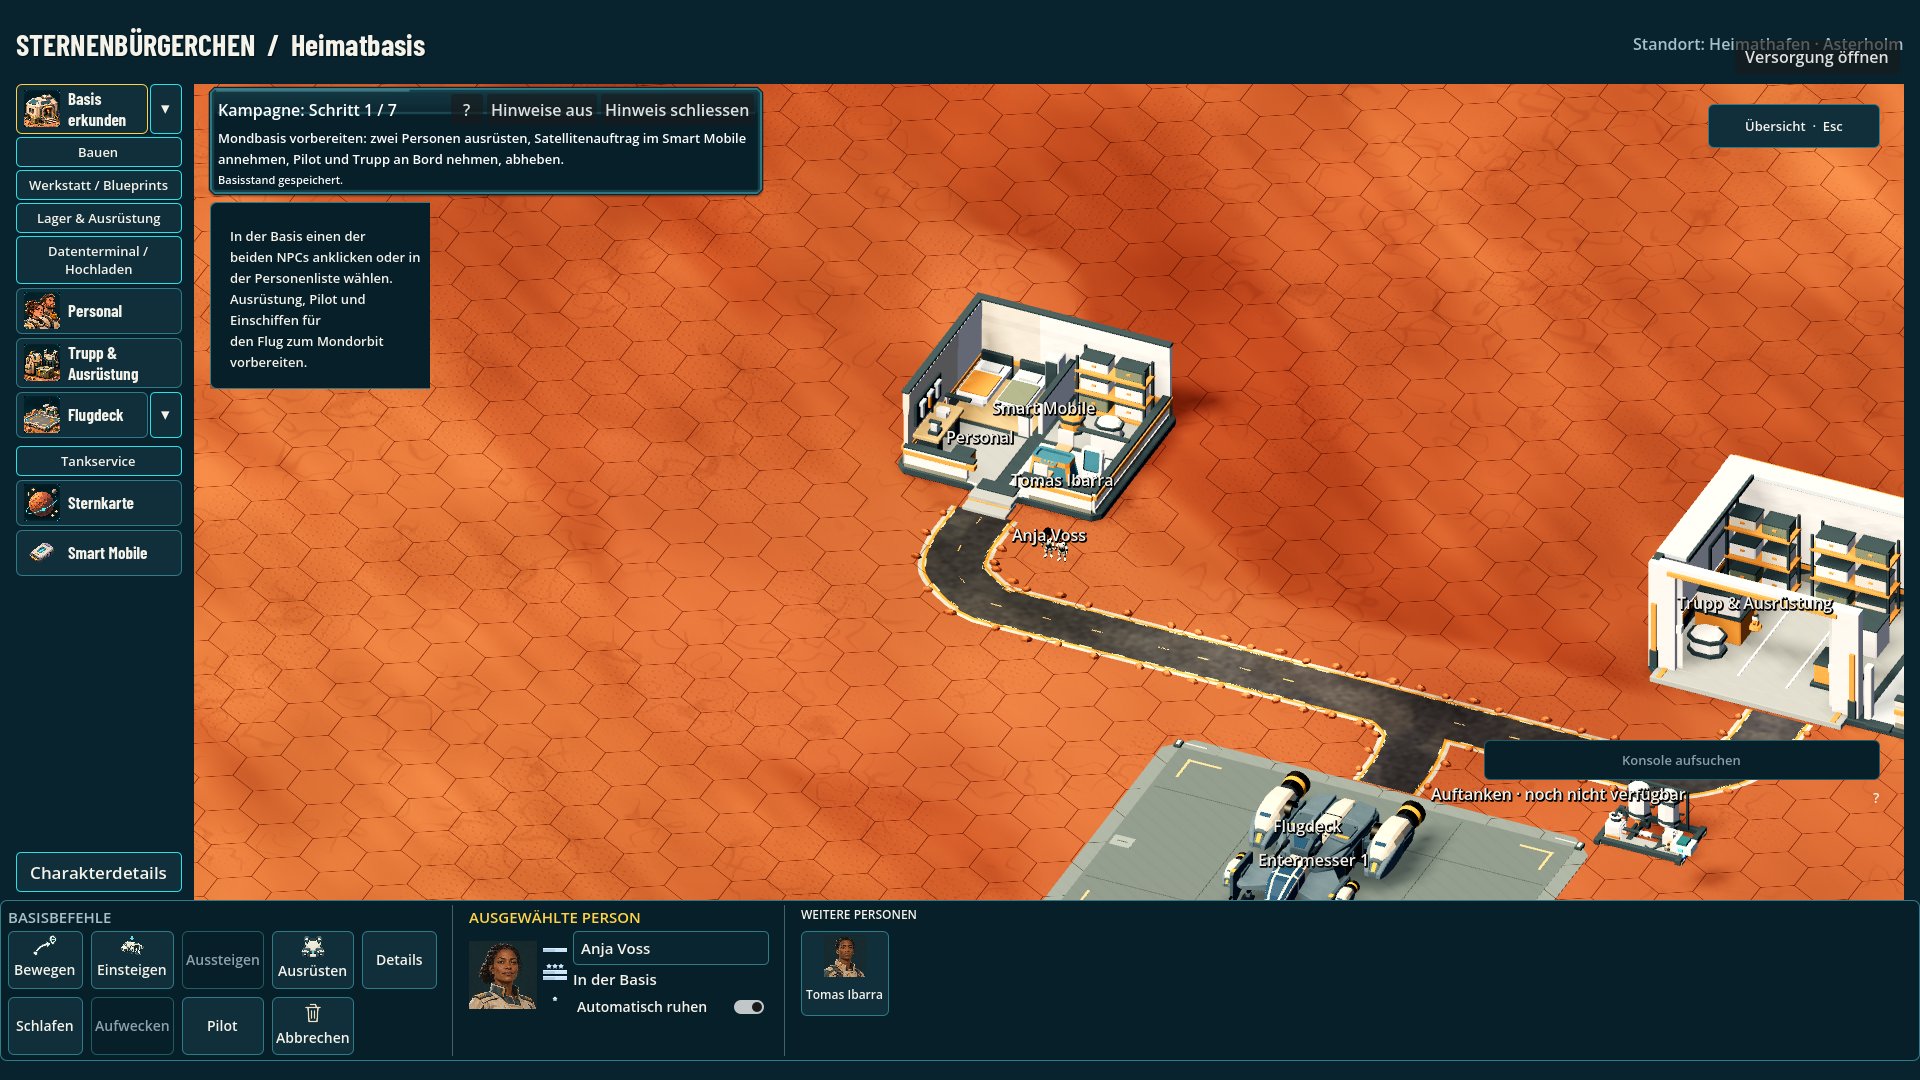 STERNENBÜRGERCHEN / Heimatbasis
Standort: Heimathafen · Asterholm
Versorgung öffnen
Basis
erkunden
▼
Bauen
Werkstatt / Blueprints
Lager & Ausrüstung
Datenterminal /
Hochladen
Personal
Trupp &
Ausrüstung
Flugdeck
▼
Tankservice
Sternkarte
Smart Mobile
Charakterdetails
Kampagne: Schritt 1 / 7
?
Hinweise aus
Hinweis schliessen
Mondbasis vorbereiten: zwei Personen ausrüsten, Satellitenauftrag im Smart Mobile
annehmen, Pilot und Trupp an Bord nehmen, abheben.
Basisstand gespeichert.
In der Basis einen der
beiden NPCs anklicken oder in
der Personenliste wählen.
Ausrüstung, Pilot und
Einschiffen für
den Flug zum Mondorbit
vorbereiten.
Übersicht · Esc
Smart Mobile
Personal
Tomas Ibarra
Anja Voss
Trupp & Ausrüstung
Konsole aufsuchen
Auftanken · noch nicht verfügbar
?
Flugdeck
Entermesser 1
BASISBEFEHLE
Bewegen
Einsteigen
Aussteigen
Ausrüsten
Details
Schlafen
Aufwecken
Pilot
Abbrechen
AUSGEWÄHLTE PERSON
Anja Voss
In der Basis
Automatisch ruhen
WEITERE PERSONEN
Tomas Ibarra